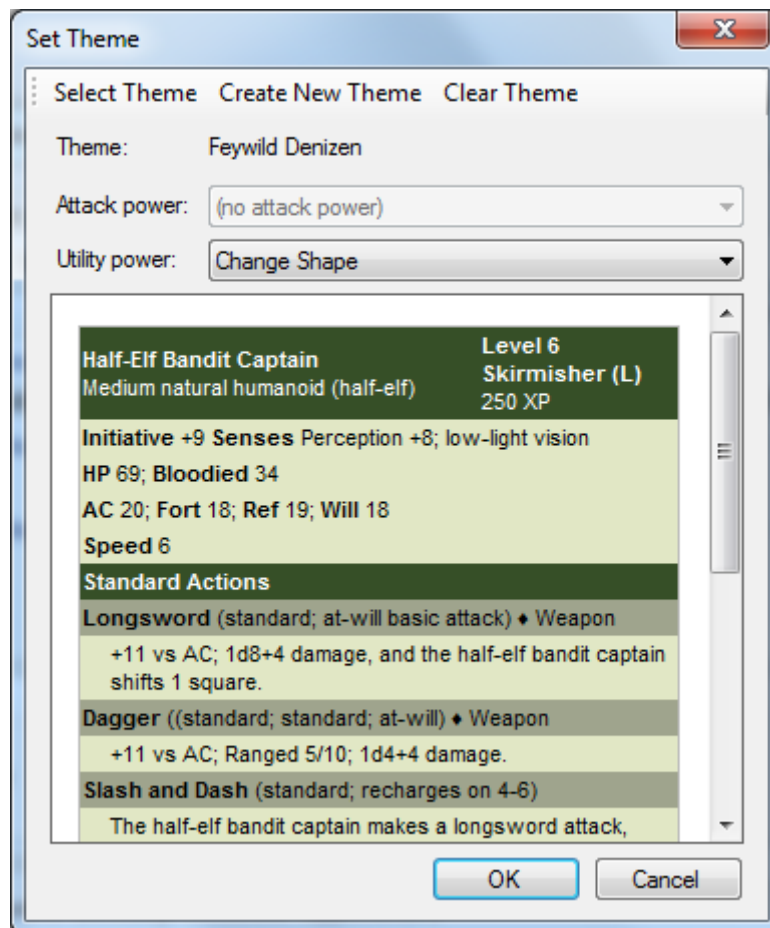 Set Theme
Select Theme Create New Theme Clear Theme
Theme: Feywild Denizen
Attack power: (no attack power)
Utility power: Change Shape
Half-Elf Bandit Captain
Medium natural humanoid (half-elf)
Level 6
Skirmisher (L)
250 XP
Initiative +9 Senses Perception +8; low-light vision
HP 69; Bloodied 34
AC 20; Fort 18; Ref 19; Will 18
Speed 6
Standard Actions
Longsword (standard; at-will basic attack) ♦ Weapon
+11 vs AC; 1d8+4 damage, and the half-elf bandit captain
shifts 1 square.
Dagger ((standard; standard; at-will) ♦ Weapon
+11 vs AC; Ranged 5/10; 1d4+4 damage.
Slash and Dash (standard; recharges on 4-6)
The half-elf bandit captain makes a longsword attack,
OK Cancel